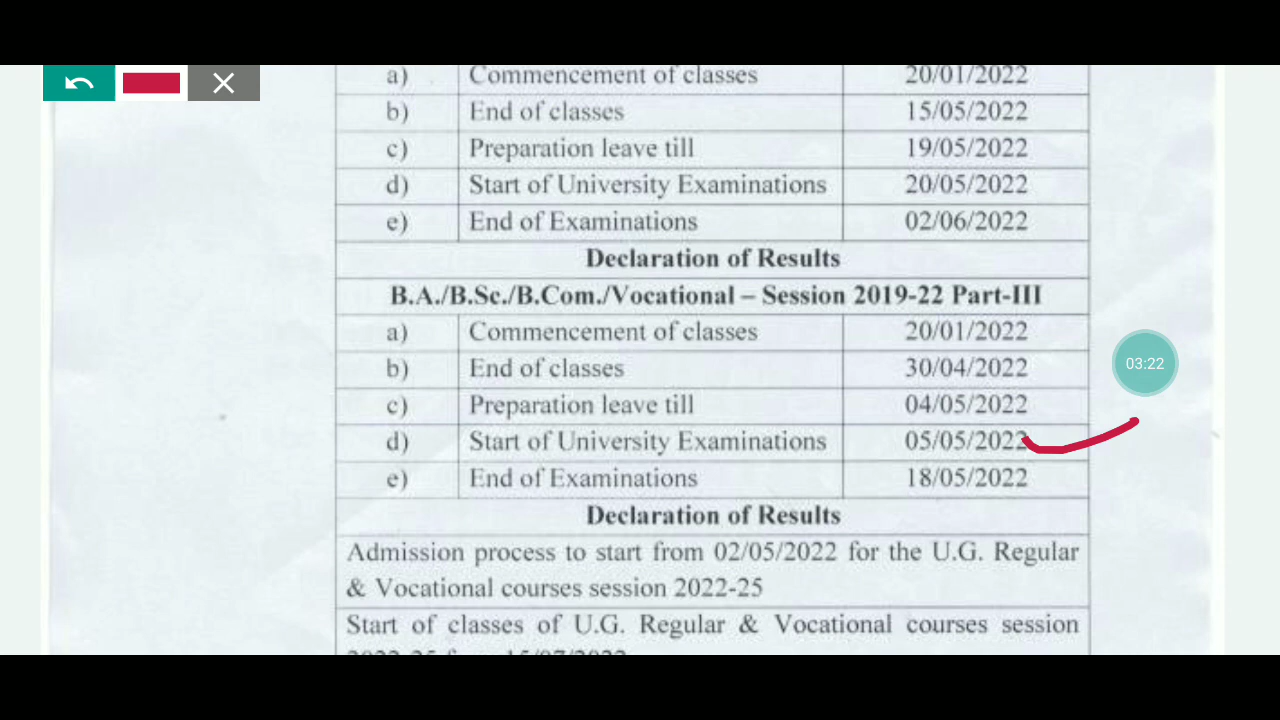 a) Commencement of classes 20/01/2022
b) End of classes 15/05/2022
c) Preparation leave till 19/05/2022
d) Start of University Examinations 20/05/2022
e) End of Examinations 02/06/2022
Declaration of Results
B.A./B.Sc./B.Com./Vocational – Session 2019-22 Part-III
a) Commencement of classes 20/01/2022
b) End of classes 30/04/2022
03:22
c) Preparation leave till 04/05/2022
d) Start of University Examinations 05/05/2022
e) End of Examinations 18/05/2022
Declaration of Results
Admission process to start from 02/05/2022 for the U.G. Regular
& Vocational courses session 2022-25
Start of classes of U.G. Regular & Vocational courses session